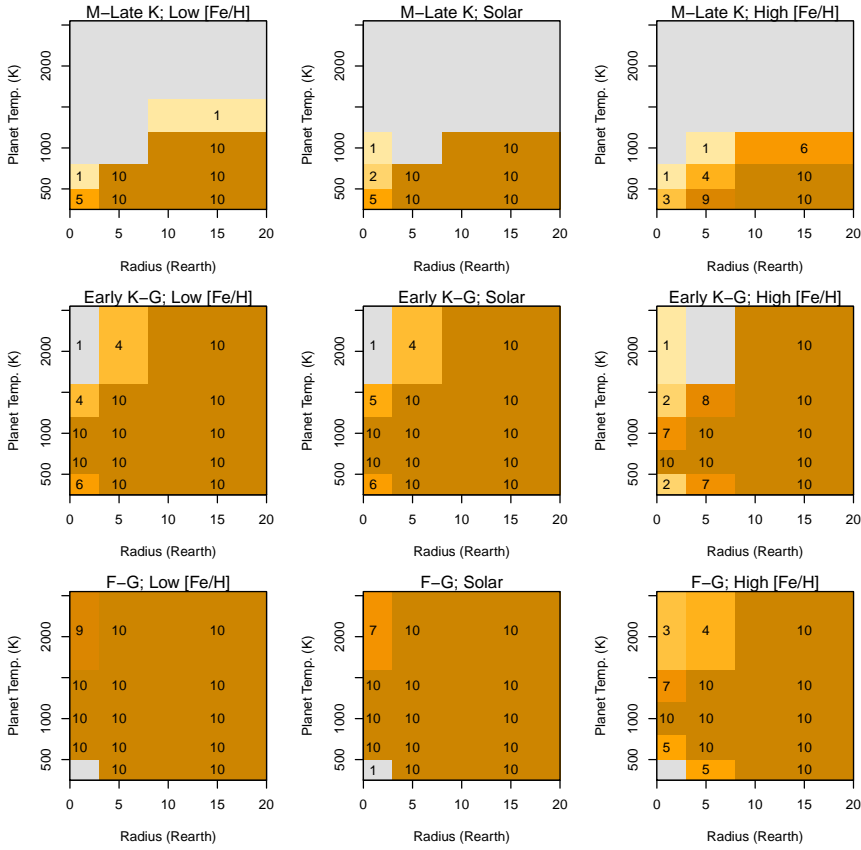 M−Late K; Low [Fe/H]
Planet Temp. (K)
2000
1000
500
1
10
1 10 10
5 10 10
0 5 10 15 20
Radius (Rearth)
M−Late K; Solar
Planet Temp. (K)
2000
1000
500
1 10
2 10 10
5 10 10
0 5 10 15 20
Radius (Rearth)
M−Late K; High [Fe/H]
Planet Temp. (K)
2000
1000
500
1 6
1 4 10
3 9 10
0 5 10 15 20
Radius (Rearth)
Early K−G; Low [Fe/H]
Planet Temp. (K)
2000
1000
500
1 4 10
4 10 10
10 10 10
10 10 10
6 10 10
0 5 10 15 20
Radius (Rearth)
Early K−G; Solar
Planet Temp. (K)
2000
1000
500
1 4 10
5 10 10
10 10 10
10 10 10
6 10 10
0 5 10 15 20
Radius (Rearth)
Early K−G; High [Fe/H]
Planet Temp. (K)
2000
1000
500
1 10
2 8 10
7 10 10
10 10 10
2 7 10
0 5 10 15 20
Radius (Rearth)
F−G; Low [Fe/H]
Planet Temp. (K)
2000
1000
500
9 10 10
10 10 10
10 10 10
10 10 10
10 10
0 5 10 15 20
Radius (Rearth)
F−G; Solar
Planet Temp. (K)
2000
1000
500
7 10 10
10 10 10
10 10 10
10 10 10
1 10 10
0 5 10 15 20
Radius (Rearth)
F−G; High [Fe/H]
Planet Temp. (K)
2000
1000
500
3 4 10
7 10 10
10 10 10
5 10 10
5 10
0 5 10 15 20
Radius (Rearth)